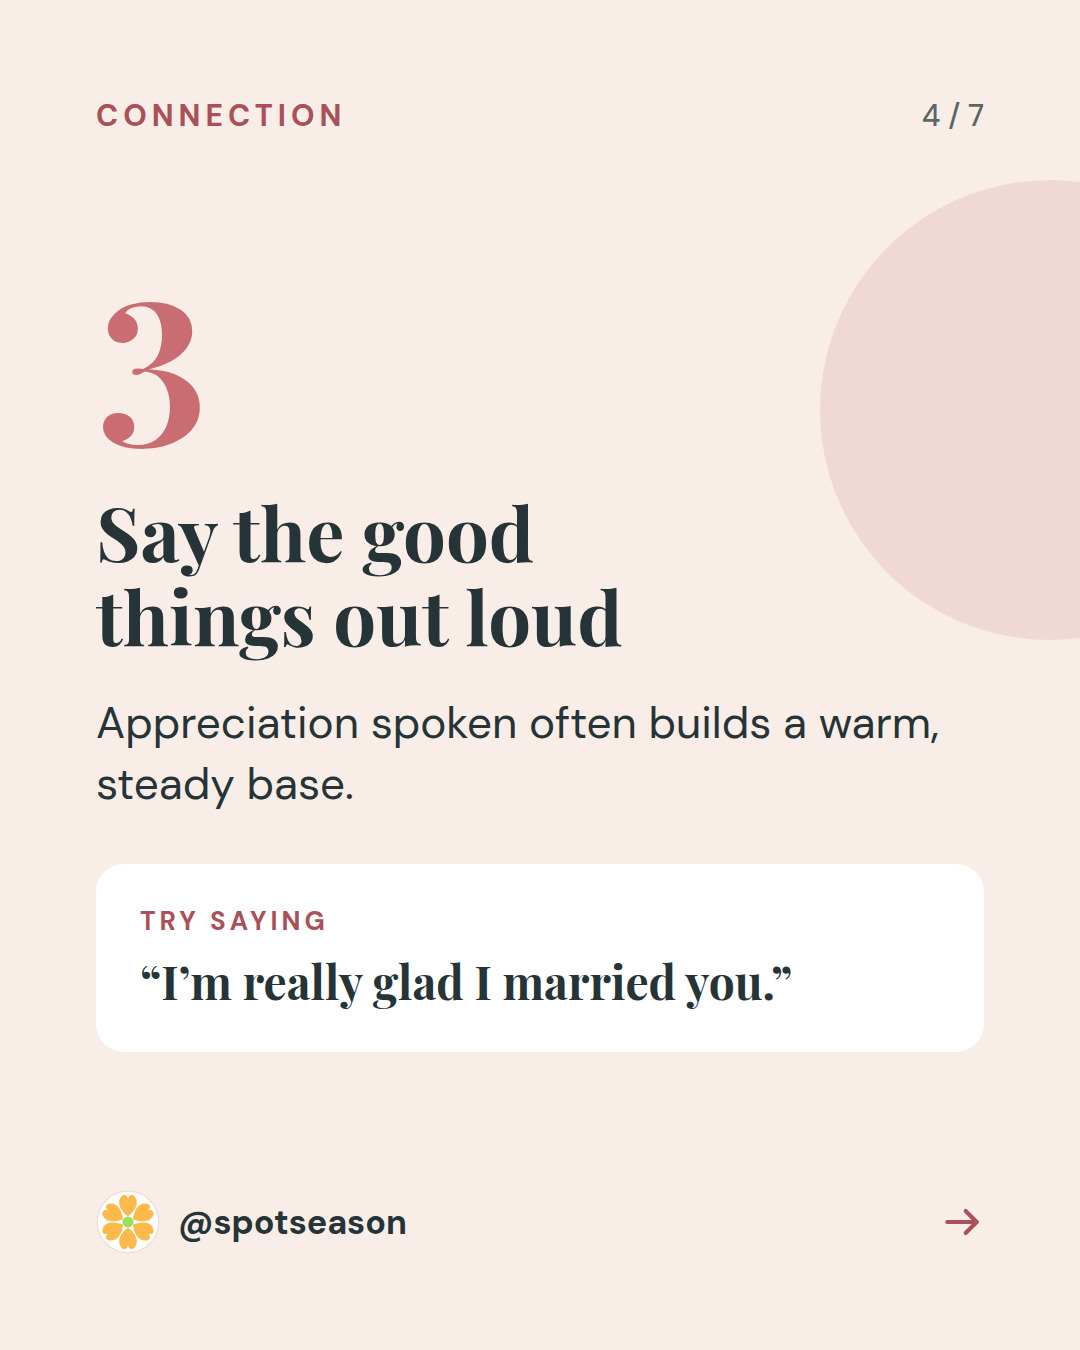 CONNECTION
4 / 7
3
Say the good
things out loud
Appreciation spoken often builds a warm,
steady base.
TRY SAYING
“I’m really glad I married you.”
@spotseason